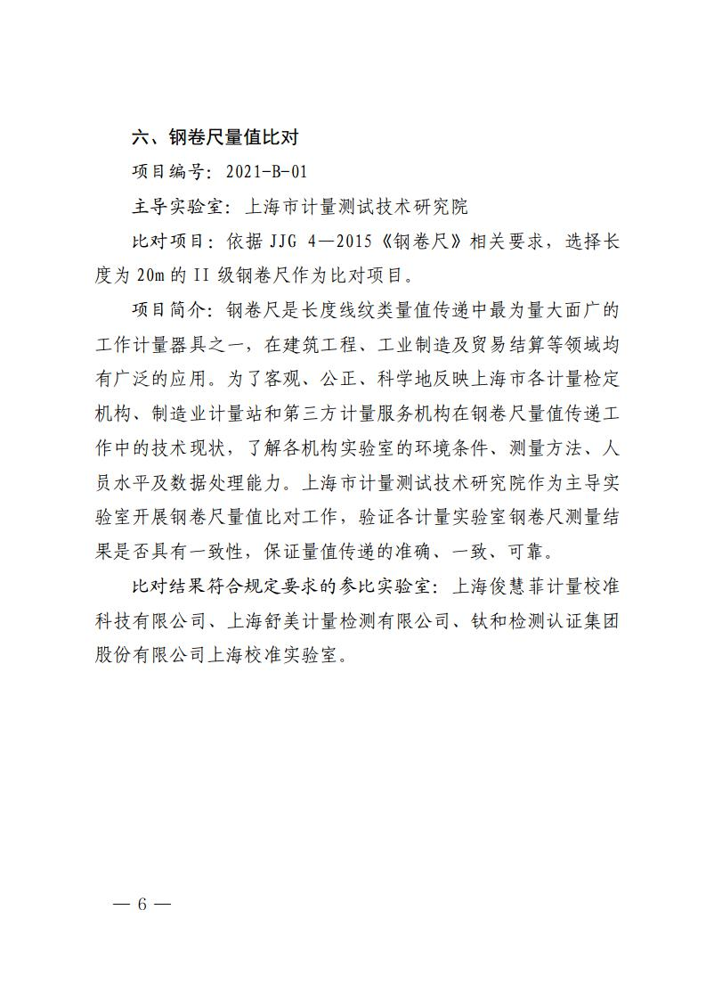 六、钢卷尺量值比对
项目编号：2021-B-01
主导实验室：上海市计量测试技术研究院
比对项目：依据 JJG 4—2015《钢卷尺》相关要求，选择长
度为 20m 的 II 级钢卷尺作为比对项目。
项目简介：钢卷尺是长度线纹类量值传递中最为量大面广的
工作计量器具之一，在建筑工程、工业制造及贸易结算等领域均
有广泛的应用。为了客观、公正、科学地反映上海市各计量检定
机构、制造业计量站和第三方计量服务机构在钢卷尺量值传递工
作中的技术现状，了解各机构实验室的环境条件、测量方法、人
员水平及数据处理能力。上海市计量测试技术研究院作为主导实
验室开展钢卷尺量值比对工作，验证各计量实验室钢卷尺测量结
果是否具有一致性，保证量值传递的准确、一致、可靠。
比对结果符合规定要求的参比实验室：上海俊慧菲计量校准
科技有限公司、上海舒美计量检测有限公司、钛和检测认证集团
股份有限公司上海校准实验室。
— 6 —